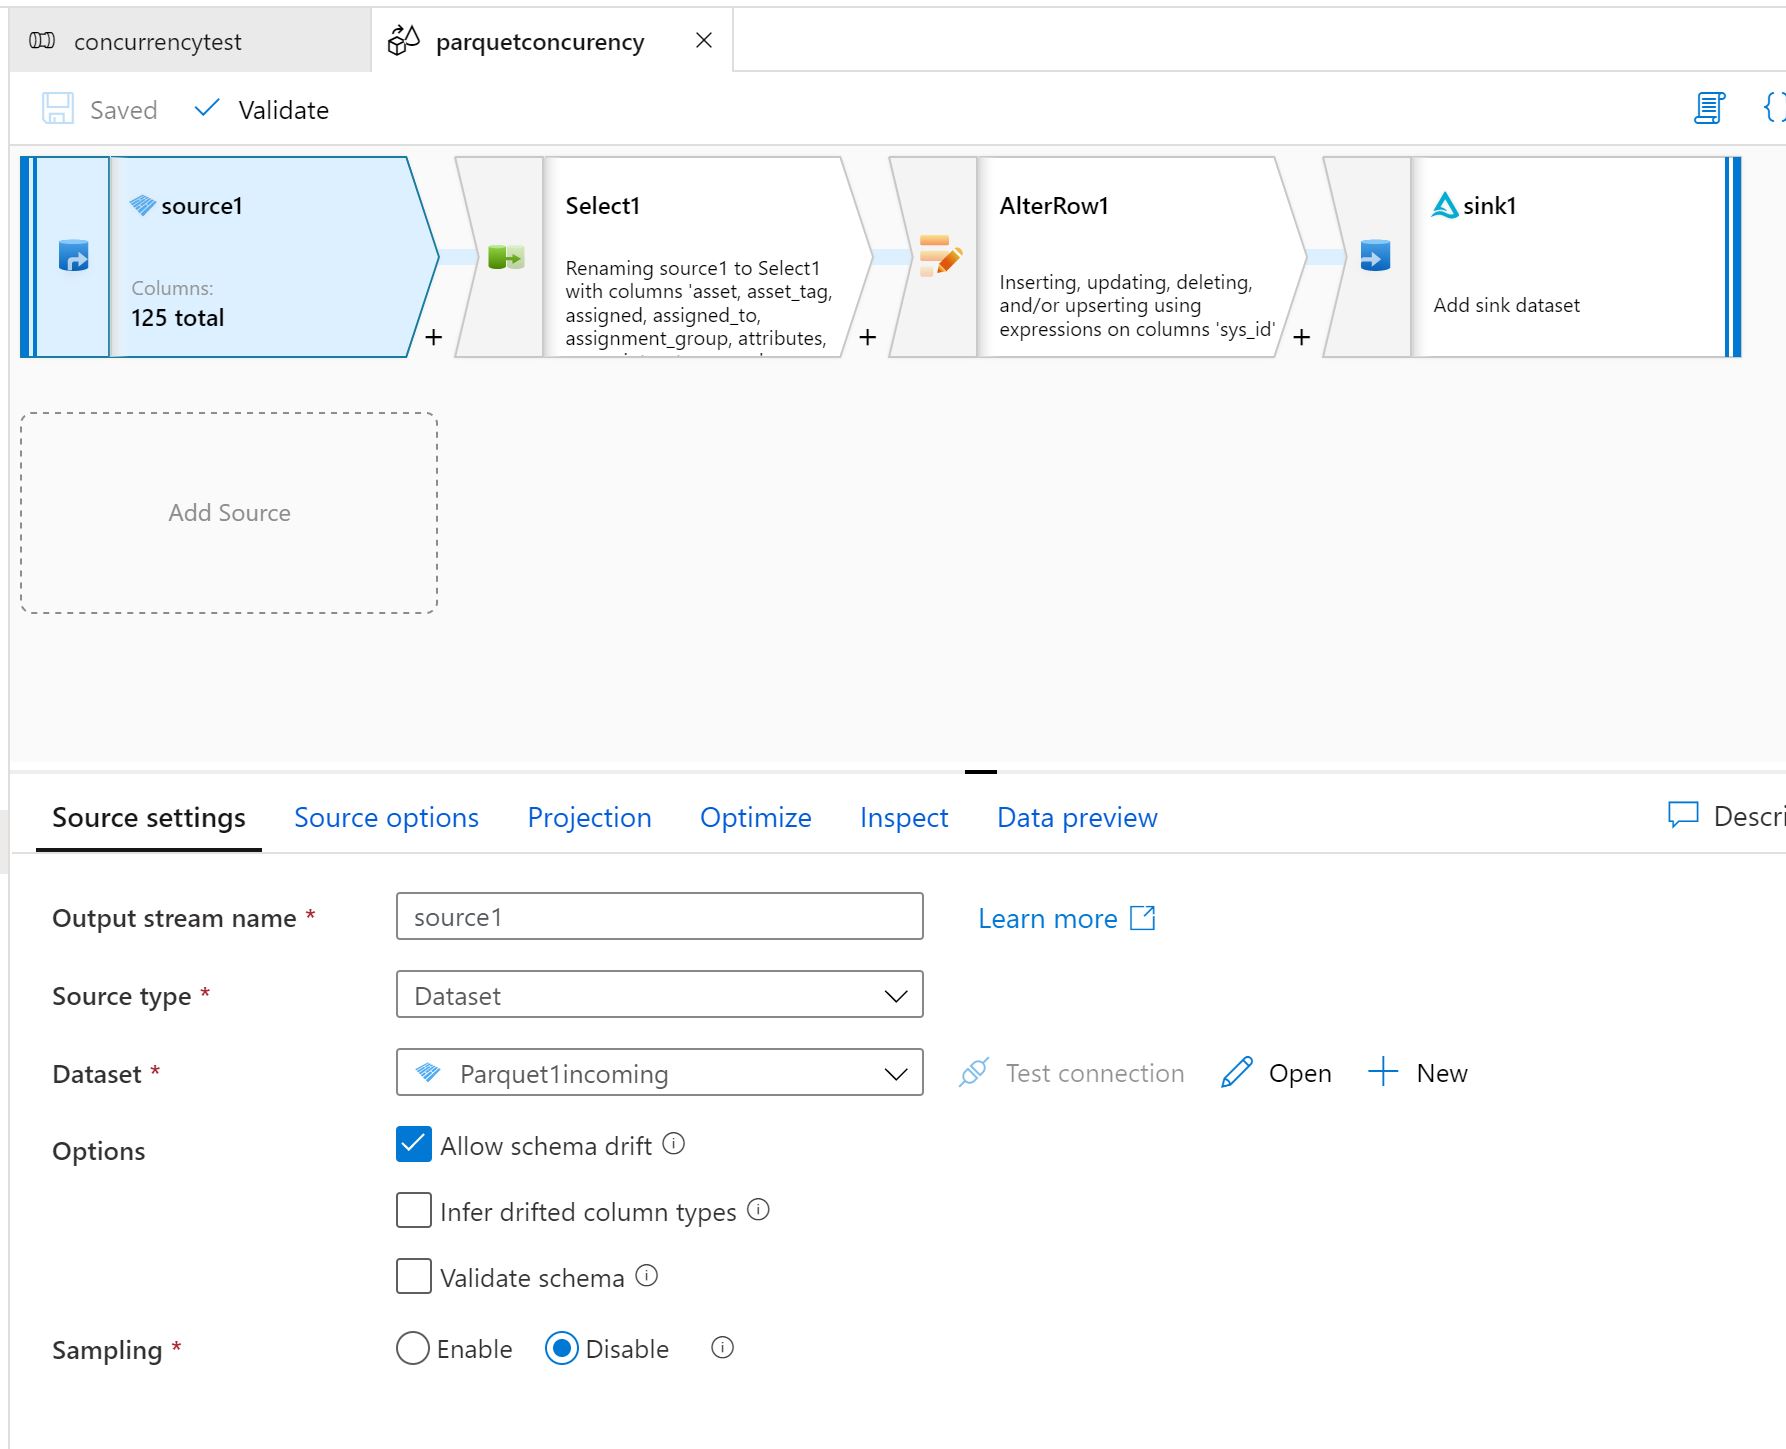 concurrencytest
parquetconcurency
Saved
Validate
source1
Columns:
125 total
Select1
Renaming source1 to Select1
with columns 'asset, asset_tag,
assigned, assigned_to,
assignment_group, attributes,
AlterRow1
Inserting, updating, deleting,
and/or upserting using
expressions on columns 'sys_id'
sink1
Add sink dataset
+
+
+
Add Source
Source settings
Source options
Projection
Optimize
Inspect
Data preview
Descri
Output stream name *
source1
Learn more
Source type *
Dataset
Dataset *
Parquet1incoming
Test connection
Open
New
Options
Allow schema drift
Infer drifted column types
Validate schema
Sampling *
Enable
Disable